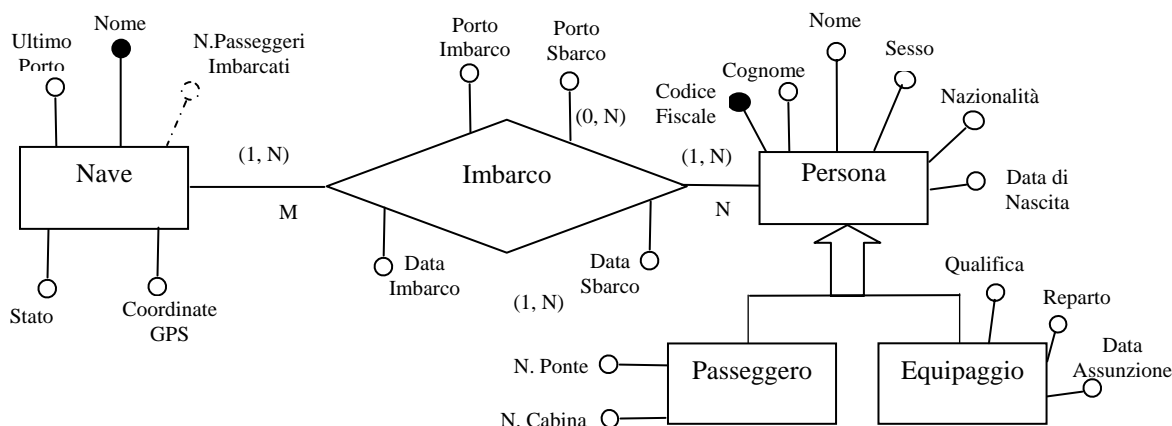 Ultimo
Porto
Nome
N.Passeggeri
Imbarcati
Nave
Stato
Coordinate
GPS
(1, N)
M
Porto
Imbarco
Porto
Sbarco
(0, N)
Imbarco
Data
Imbarco
Data
Sbarco
(1, N)
(1, N)
N
Codice
Fiscale
Cognome
Nome
Sesso
Nazionalità
Data di
Nascita
Persona
N. Ponte
N. Cabina
Passeggero
Qualifica
Reparto
Data
Assunzione
Equipaggio